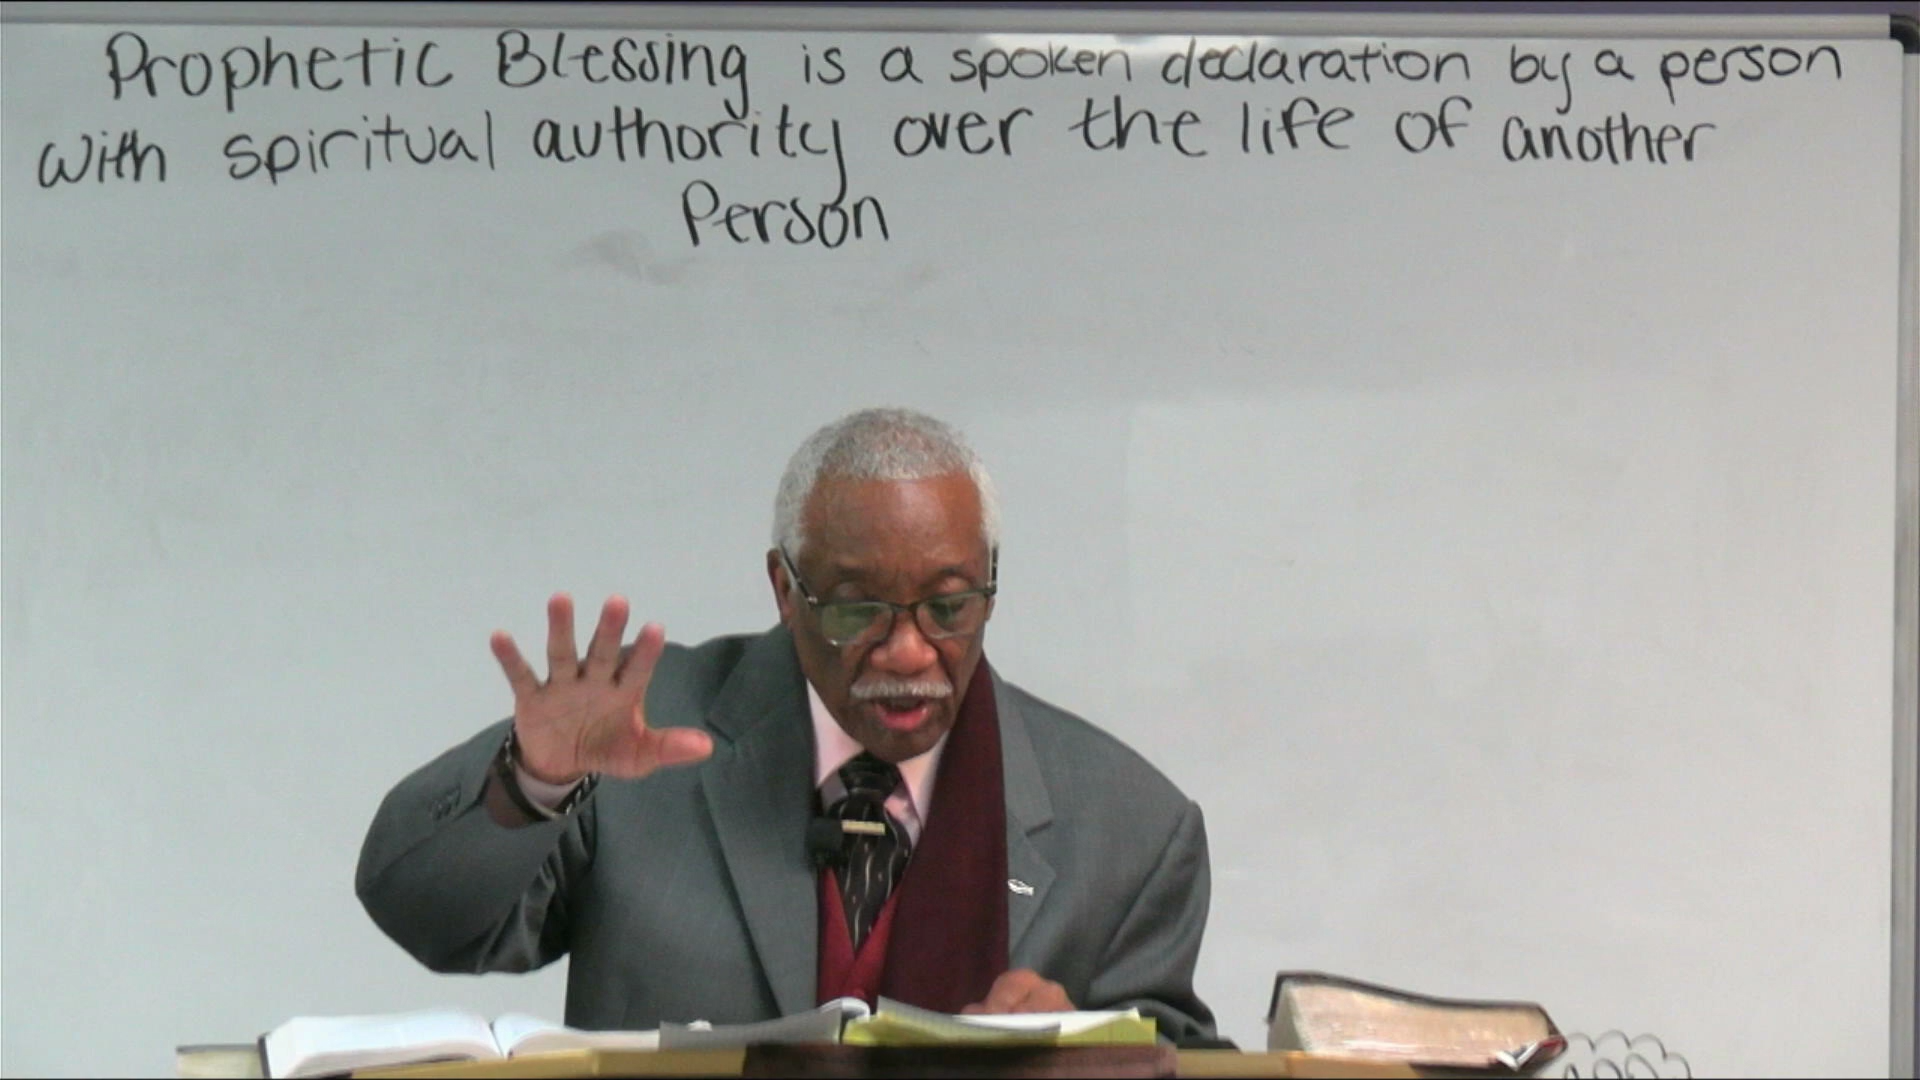 Prophetic Blessing is a spoken declaration by a person
with spiritual authority over the life of another
Person